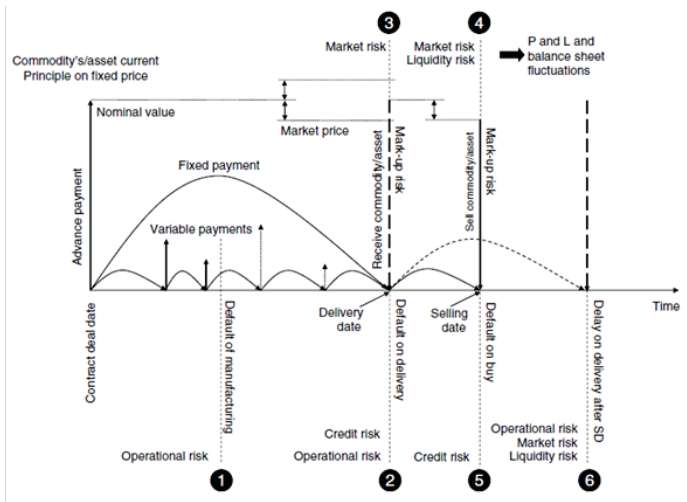 3
4
Market risk
Market risk
Liquidity risk
P and L and
balance sheet
fluctuations
Commodity's/asset current
Principle on fixed price
Nominal value
Market price
Fixed payment
Variable payments
Advance payment
Receive commodity/asset
Mark-up risk
Sell commodity/asset
Mark-up risk
Time
Delivery
date
Selling
date
Contract deal date
Default of
manufacturing
Default on delivery
Default on buy
Delay on delivery after SD
Operational risk
Credit risk
Operational risk
Credit risk
Operational risk
Market risk
Liquidity risk
1
2
5
6